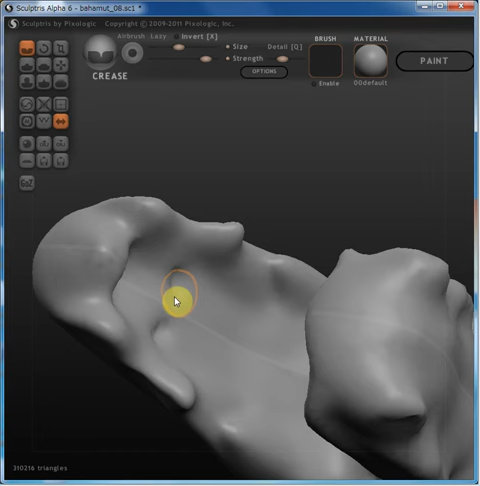 Sculptris Alpha 6 - bahamut_08.sc1 *
Sculptris by Pixologic Copyright © 2009-2011 Pixologic, Inc.
Airbrush Lazy Invert [X]
Size Detail [Q]
Strength
CREASE
OPTIONS
BRUSH
Enable
MATERIAL
00default
PAINT
GoZ
310216 triangles